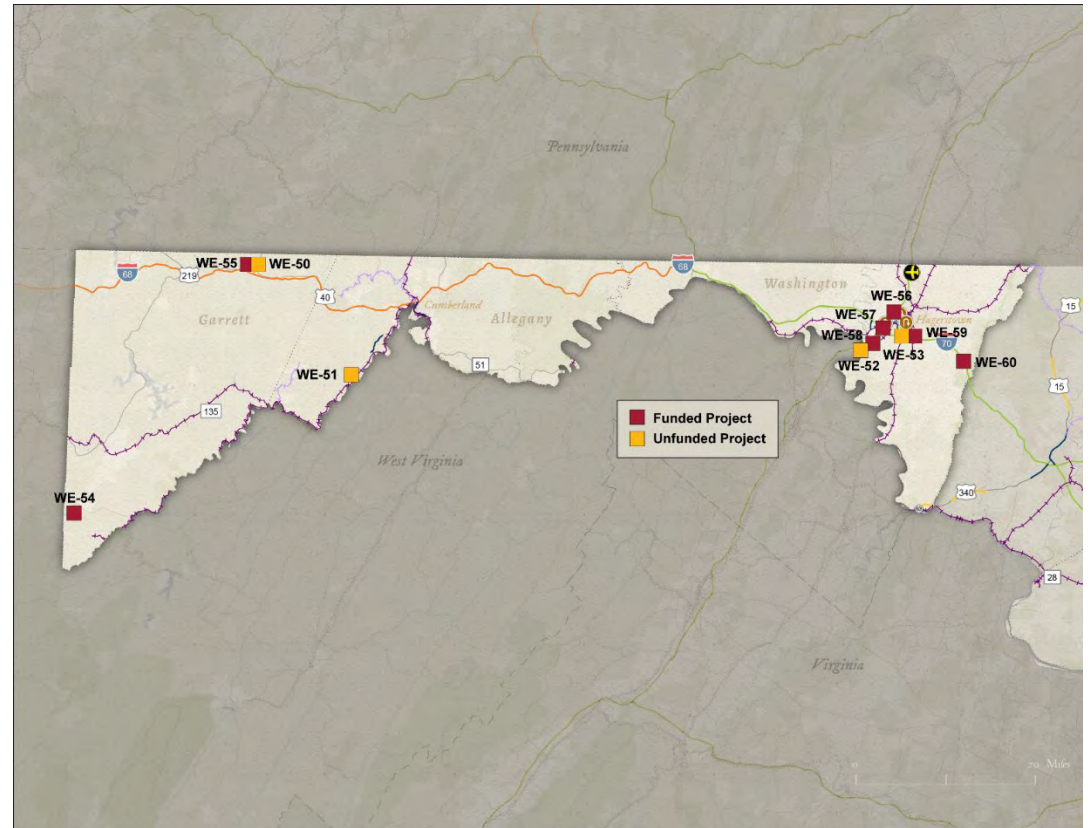 Pennsylvania
68
219
WE-55
WE-50
40
Garrett
Cumberland
Allegany
68
51
WE-51
135
WE-54
Washington
WE-56
WE-57
Hagerstown
WE-58
WE-59
70
WE-53
WE-52
WE-60
15
15
Funded Project
Unfunded Project
West Virginia
340
28
Virginia
0
20 Miles